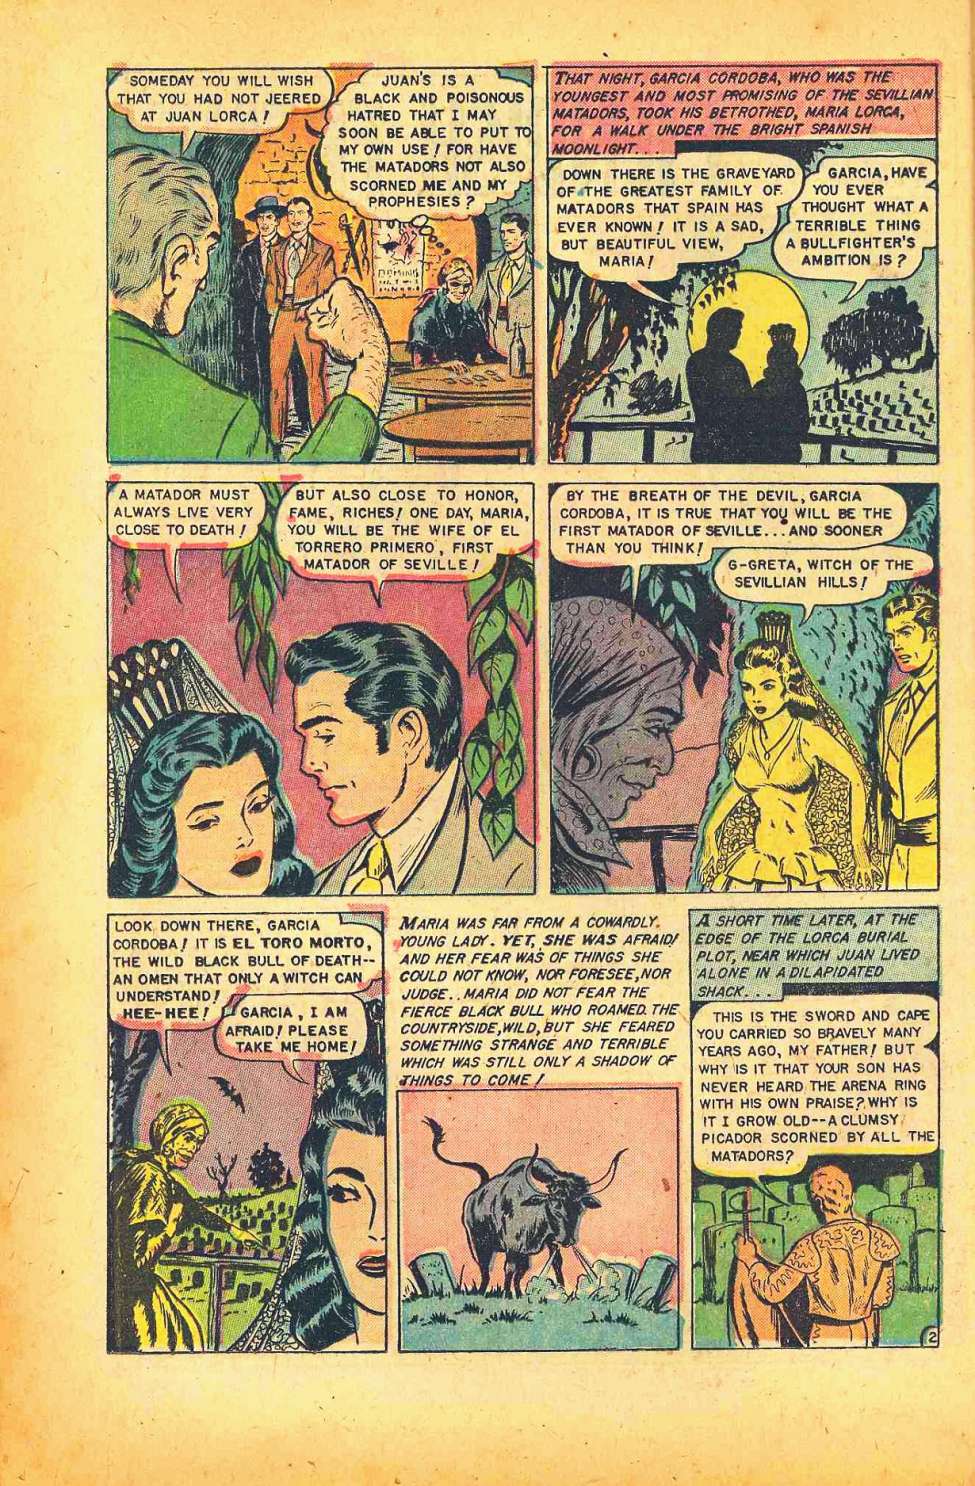 SOMEDAY YOU WILL WISH
THAT YOU HAD NOT JEERED
AT JUAN LORCA!
JUAN'S IS A
BLACK AND POISONOUS
HATRED THAT I MAY
SOON BE ABLE TO PUT TO
MY OWN USE! FOR HAVE
THE MATADORS NOT ALSO
SCORNED ME AND MY
PROPHESIES?
THAT NIGHT, GARCIA CORDOBA, WHO WAS THE
YOUNGEST AND MOST PROMISING OF THE SEVILLIAN
MATADORS, TOOK HIS BETROTHED, MARIA LORCA,
FOR A WALK UNDER THE BRIGHT SPANISH
MOONLIGHT...
DOWN THERE IS THE GRAVEYARD
OF THE GREATEST FAMILY OF
MATADORS THAT SPAIN HAS
EVER KNOWN! IT IS A SAD,
BUT BEAUTIFUL VIEW,
MARIA!
GARCIA, HAVE
YOU EVER
THOUGHT WHAT A
TERRIBLE THING
A BULLFIGHTER'S
AMBITION IS?
A MATADOR MUST
ALWAYS LIVE VERY
CLOSE TO DEATH!
BUT ALSO CLOSE TO HONOR,
FAME, RICHES! ONE DAY, MARIA,
YOU WILL BE THE WIFE OF EL
TORRERO PRIMERO, FIRST
MATADOR OF SEVILLE!
BY THE BREATH OF THE DEVIL, GARCIA
CORDOBA, IT IS TRUE THAT YOU WILL BE THE
FIRST MATADOR OF SEVILLE...AND SOONER
THAN YOU THINK!
G-GRETA, WITCH OF THE
SEVILLIAN HILLS!
LOOK DOWN THERE, GARCIA
CORDOBA! IT IS EL TORO MORTO,
THE WILD BLACK BULL OF DEATH--
AN OMEN THAT ONLY A WITCH CAN
UNDERSTAND!
HEE-HEE!
GARCIA, I AM
AFRAID! PLEASE
TAKE ME HOME!
MARIA WAS FAR FROM A COWARDLY.
YOUNG LADY. YET, SHE WAS AFRAID!
AND HER FEAR WAS OF THINGS SHE
COULD NOT KNOW, NOR FORESEE, NOR
JUDGE.. MARIA DID NOT FEAR THE
FIERCE BLACK BULL WHO ROAMED THE
COUNTRYSIDE, WILD, BUT SHE FEARED
SOMETHING STRANGE AND TERRIBLE
WHICH WAS STILL ONLY A SHADOW OF
THINGS TO COME!
A SHORT TIME LATER, AT THE
EDGE OF THE LORCA BURIAL
PLOT, NEAR WHICH JUAN LIVED
ALONE IN A DILAPIDATED
SHACK...
THIS IS THE SWORD AND CAPE
YOU CARRIED SO BRAVELY MANY
YEARS AGO, MY FATHER! BUT
WHY IS IT THAT YOUR SON HAS
NEVER HEARD THE ARENA RING
WITH HIS OWN PRAISE? WHY IS
IT I GROW OLD--A CLUMSY
PICADOR SCORNED BY ALL THE
MATADORS?
2